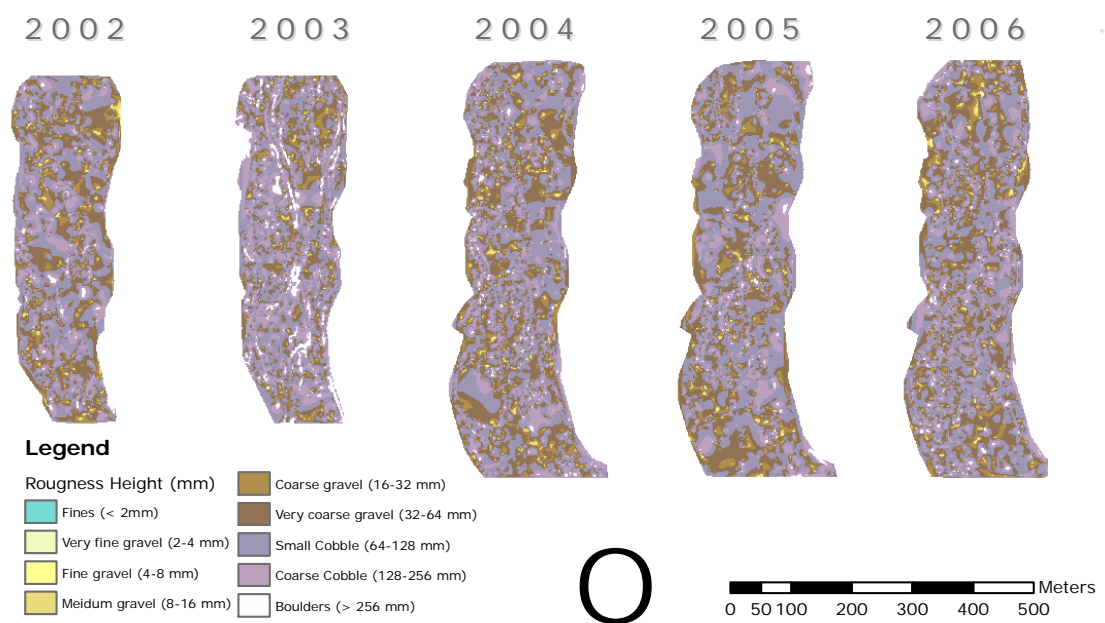 2002 2003 2004 2005 2006
Legend
Rougness Height (mm)
Fines (< 2mm)
Very fine gravel (2-4 mm)
Fine gravel (4-8 mm)
Meidum gravel (8-16 mm)
Coarse gravel (16-32 mm)
Very coarse gravel (32-64 mm)
Small Cobble (64-128 mm)
Coarse Cobble (128-256 mm)
Boulders (> 256 mm)
O
Meters
0 50 100 200 300 400 500